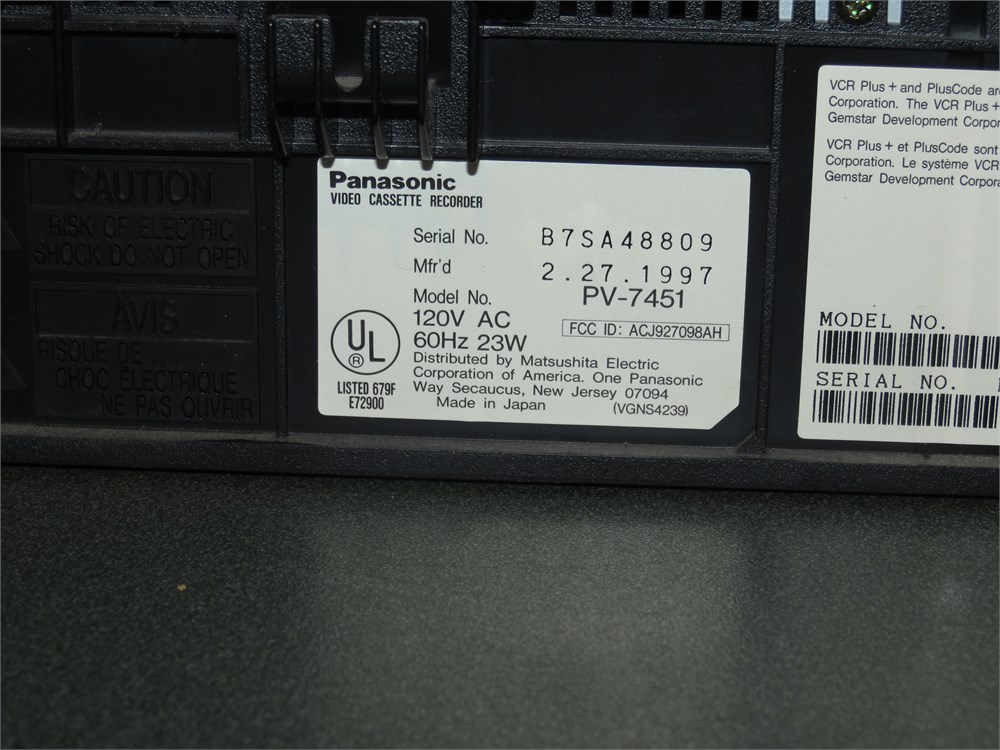 CAUTION
RISK OF ELECTRIC
SHOCK DO NOT OPEN
AVIS
RISQUE DE
CHOC ÉLECTRIQUE
NE PAS OUVRIR
Panasonic
VIDEO CASSETTE RECORDER
Serial No. B7SA48809
Mfr'd 2.27.1997
Model No. PV-7451
120V AC
60Hz 23W
FCC ID: ACJ927098AH
Distributed by Matsushita Electric
Corporation of America. One Panasonic
Way Secaucus, New Jersey 07094
Made in Japan (VGNS4239)
UL
®
LISTED 679F
E72900
VCR Plus + and PlusCode
Corporation. The VCR Plus +
Gemstar Development
VCR Plus + et PlusCode sont
Corporation. Le système VCR
Gemstar Development
MODEL NO.
SERIAL NO.